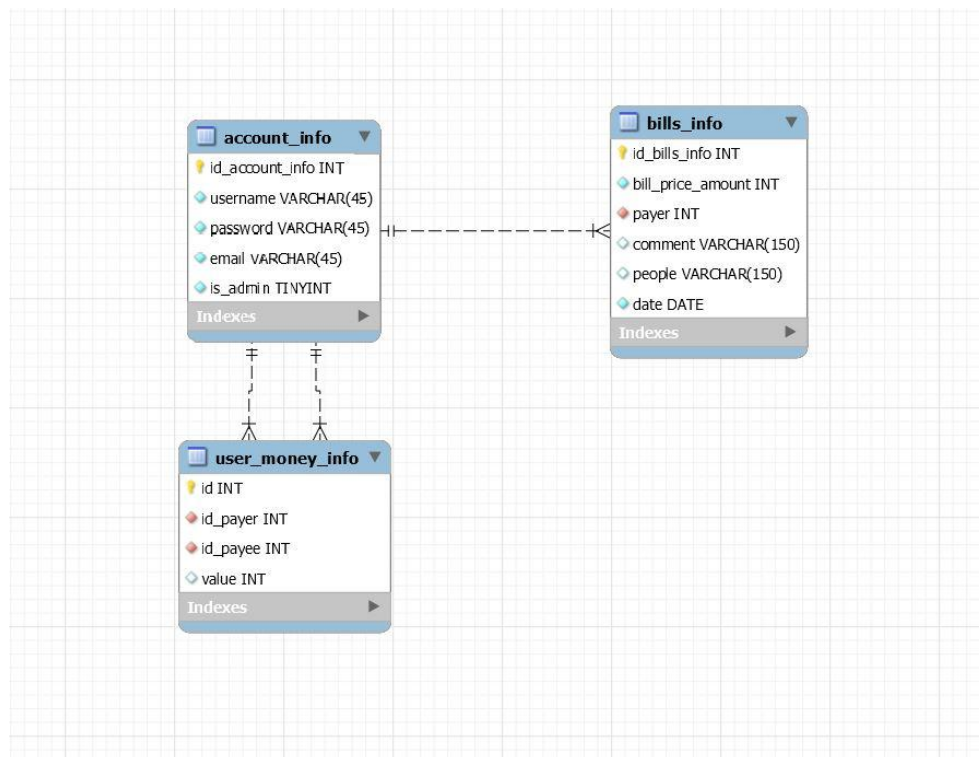 account_info
id_account_info INT
username VARCHAR(45)
password VARCHAR(45)
email VARCHAR(45)
is_admin TINYINT
Indexes
bills_info
id_bills_info INT
bill_price_amount INT
payer INT
comment VARCHAR(150)
people VARCHAR(150)
date DATE
Indexes
user_money_info
id INT
id_payer INT
id_payee INT
value INT
Indexes